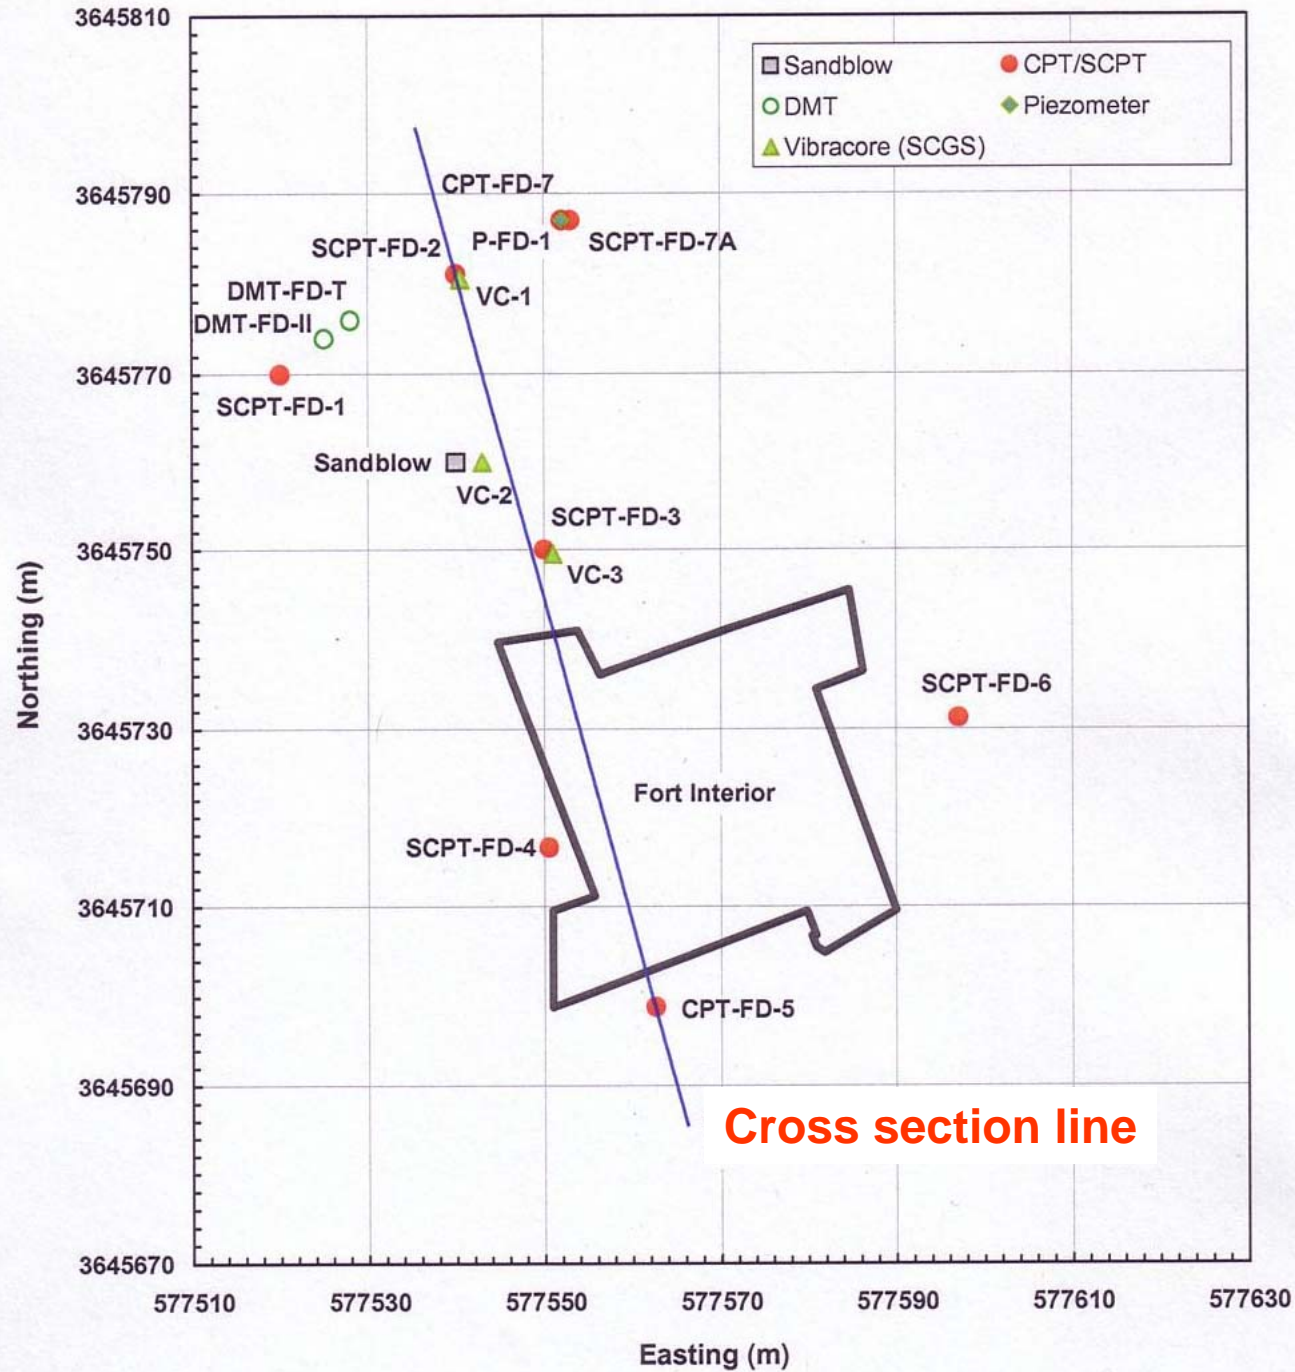 3645810
Sandblow
CPT/SCPT
DMT
Piezometer
Vibracore (SCGS)
3645790
CPT-FD-7
SCPT-FD-2
P-FD-1
SCPT-FD-7A
DMT-FD-T
VC-1
DMT-FD-II
3645770
SCPT-FD-1
Sandblow
VC-2
SCPT-FD-3
3645750
VC-3
Northing (m)
SCPT-FD-6
3645730
Fort Interior
SCPT-FD-4
3645710
CPT-FD-5
3645690
Cross section line
3645670
577510 577530 577550 577570 577590 577610 577630
Easting (m)